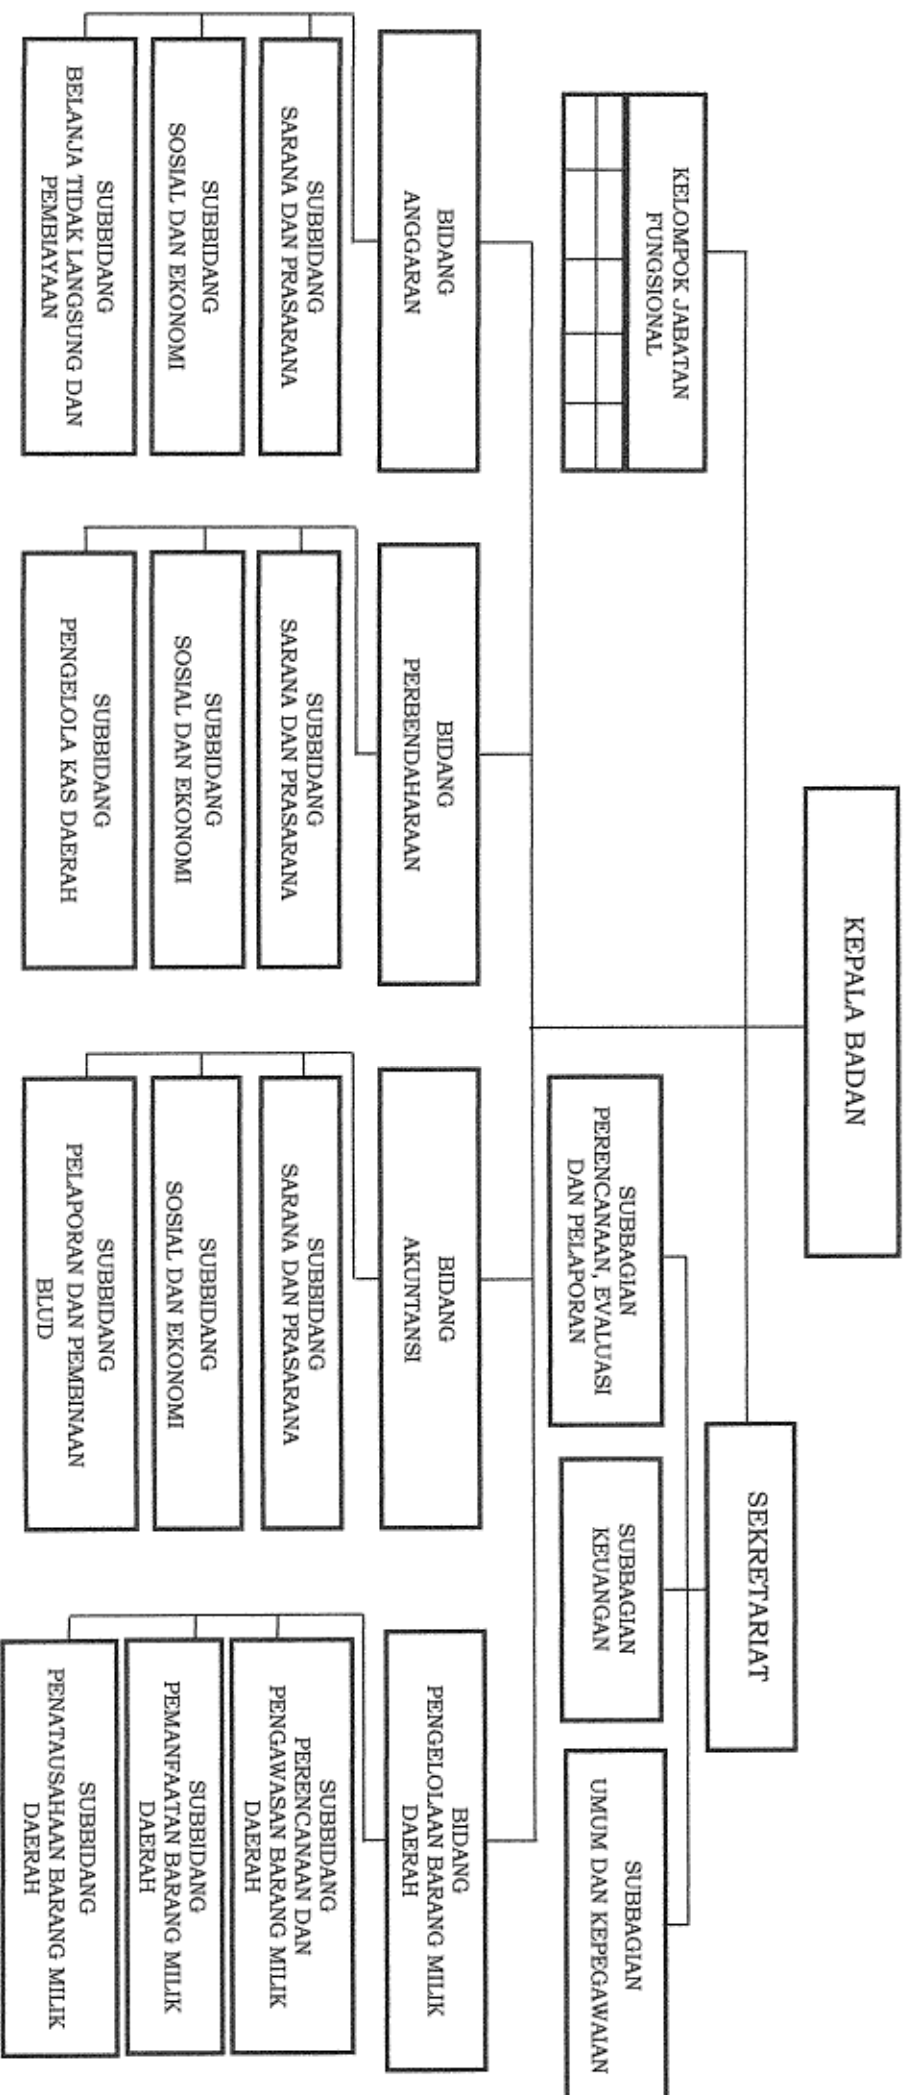 KEPALA BADAN
SEKRETARIAT
KELOMPOK JABATAN
FUNGSIONAL
SUBBAGIAN
PERENCANAAN, EVALUASI
DAN PELAPORAN
SUBBAGIAN
KEUANGAN
SUBBAGIAN
UMUM DAN KEPEGAWAIAN
BIDANG
ANGGARAN
SUBBIDANG
SARANA DAN PRASARANA
SUBBIDANG
SOSIAL DAN EKONOMI
SUBBIDANG
BELANJA TIDAK LANGSUNG DAN
PEMBIAYAAN
BIDANG
PERBENDAHARAAN
SUBBIDANG
SARANA DAN PRASARANA
SUBBIDANG
SOSIAL DAN EKONOMI
SUBBIDANG
PENGELOLA KAS DAERAH
BIDANG
AKUNTANSI
SUBBIDANG
SARANA DAN PRASARANA
SUBBIDANG
SOSIAL DAN EKONOMI
SUBBIDANG
PELAPORAN DAN PEMBINAAN
BLUD
BIDANG
PENGELOLAAN BARANG MILIK
DAERAH
SUBBIDANG
PERENCANAAN DAN
PENGAWASAN BARANG MILIK
DAERAH
SUBBIDANG
PEMANFAATAN BARANG MILIK
DAERAH
SUBBIDANG
PENATAUSAHAAN BARANG MILIK
DAERAH